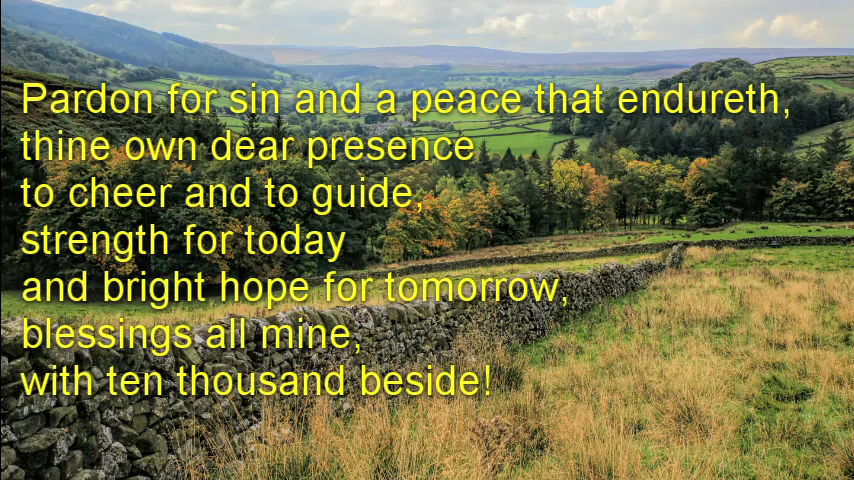 Pardon for sin and a peace that endureth,
thine own dear presence
to cheer and to guide,
strength for today
and bright hope for tomorrow,
blessings all mine,
with ten thousand beside!